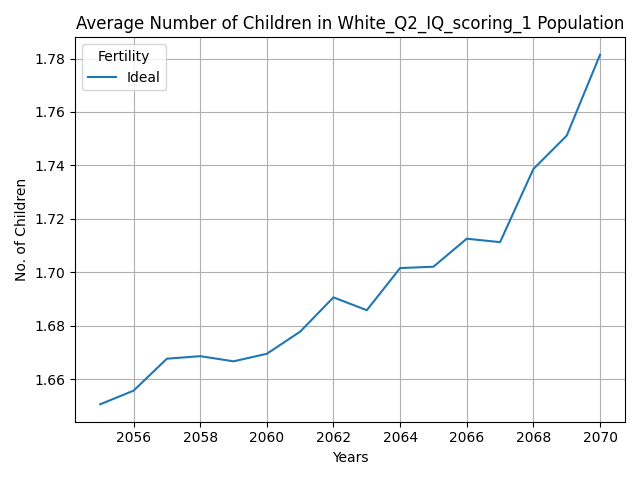 Average Number of Children in White_Q2_IQ_scoring_1 Population
Fertility
Ideal
No. of Children
1.78
1.76
1.74
1.72
1.70
1.68
1.66
2056 2058 2060 2062 2064 2066 2068 2070
Years